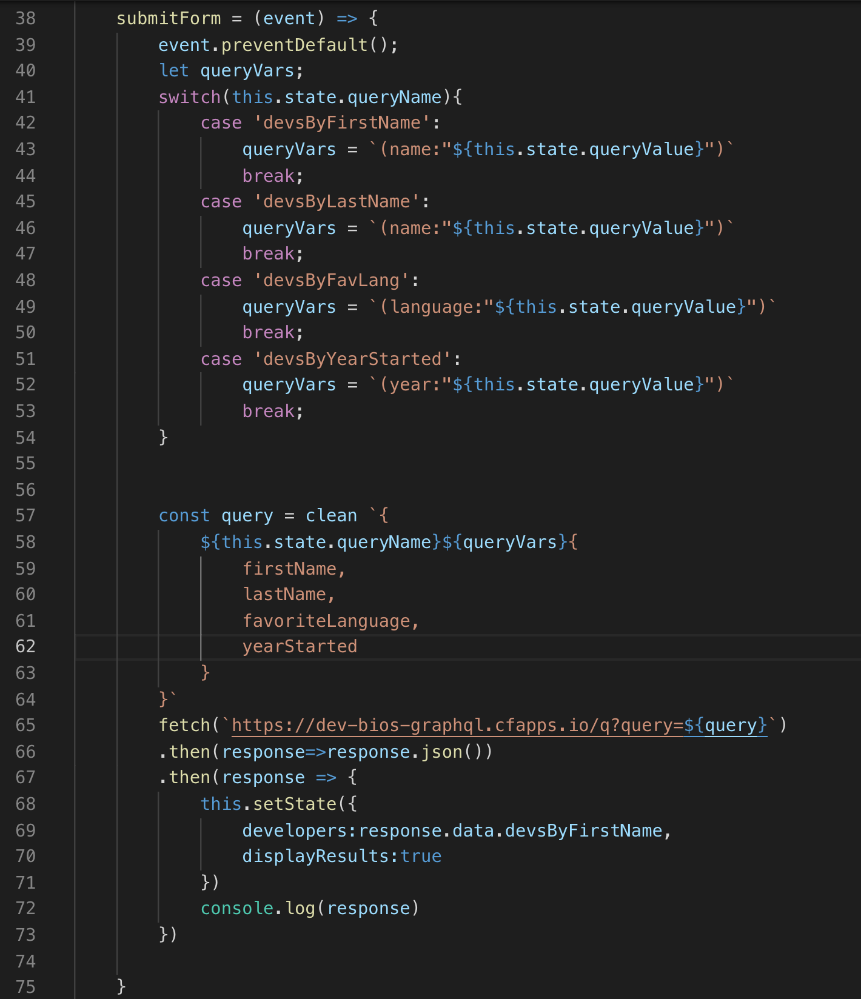 38 submitForm = (event) => {
39 event.preventDefault();
40 let queryVars;
41 switch(this.state.queryName){
42 case 'devsByFirstName':
43 queryVars = `(name:"${this.state.queryValue}")`
44 break;
45 case 'devsByLastName':
46 queryVars = `(name:"${this.state.queryValue}")`
47 break;
48 case 'devsByFavLang':
49 queryVars = `(language:"${this.state.queryValue}")`
50 break;
51 case 'devsByYearStarted':
52 queryVars = `(year:"${this.state.queryValue}")`
53 break;
54 }
55
56
57 const query = clean `{
58 ${this.state.queryName}${queryVars}{
59 firstName,
60 lastName,
61 favoriteLanguage,
62 yearStarted
63 }
64 }`
65 fetch(`https://dev-bios-graphql.cfapps.io/q?query=${query}`)
66 .then(response=>response.json())
67 .then(response => {
68 this.setState({
69 developers:response.data.devsByFirstName,
70 displayResults:true
71 })
72 console.log(response)
73 })
74
75 }